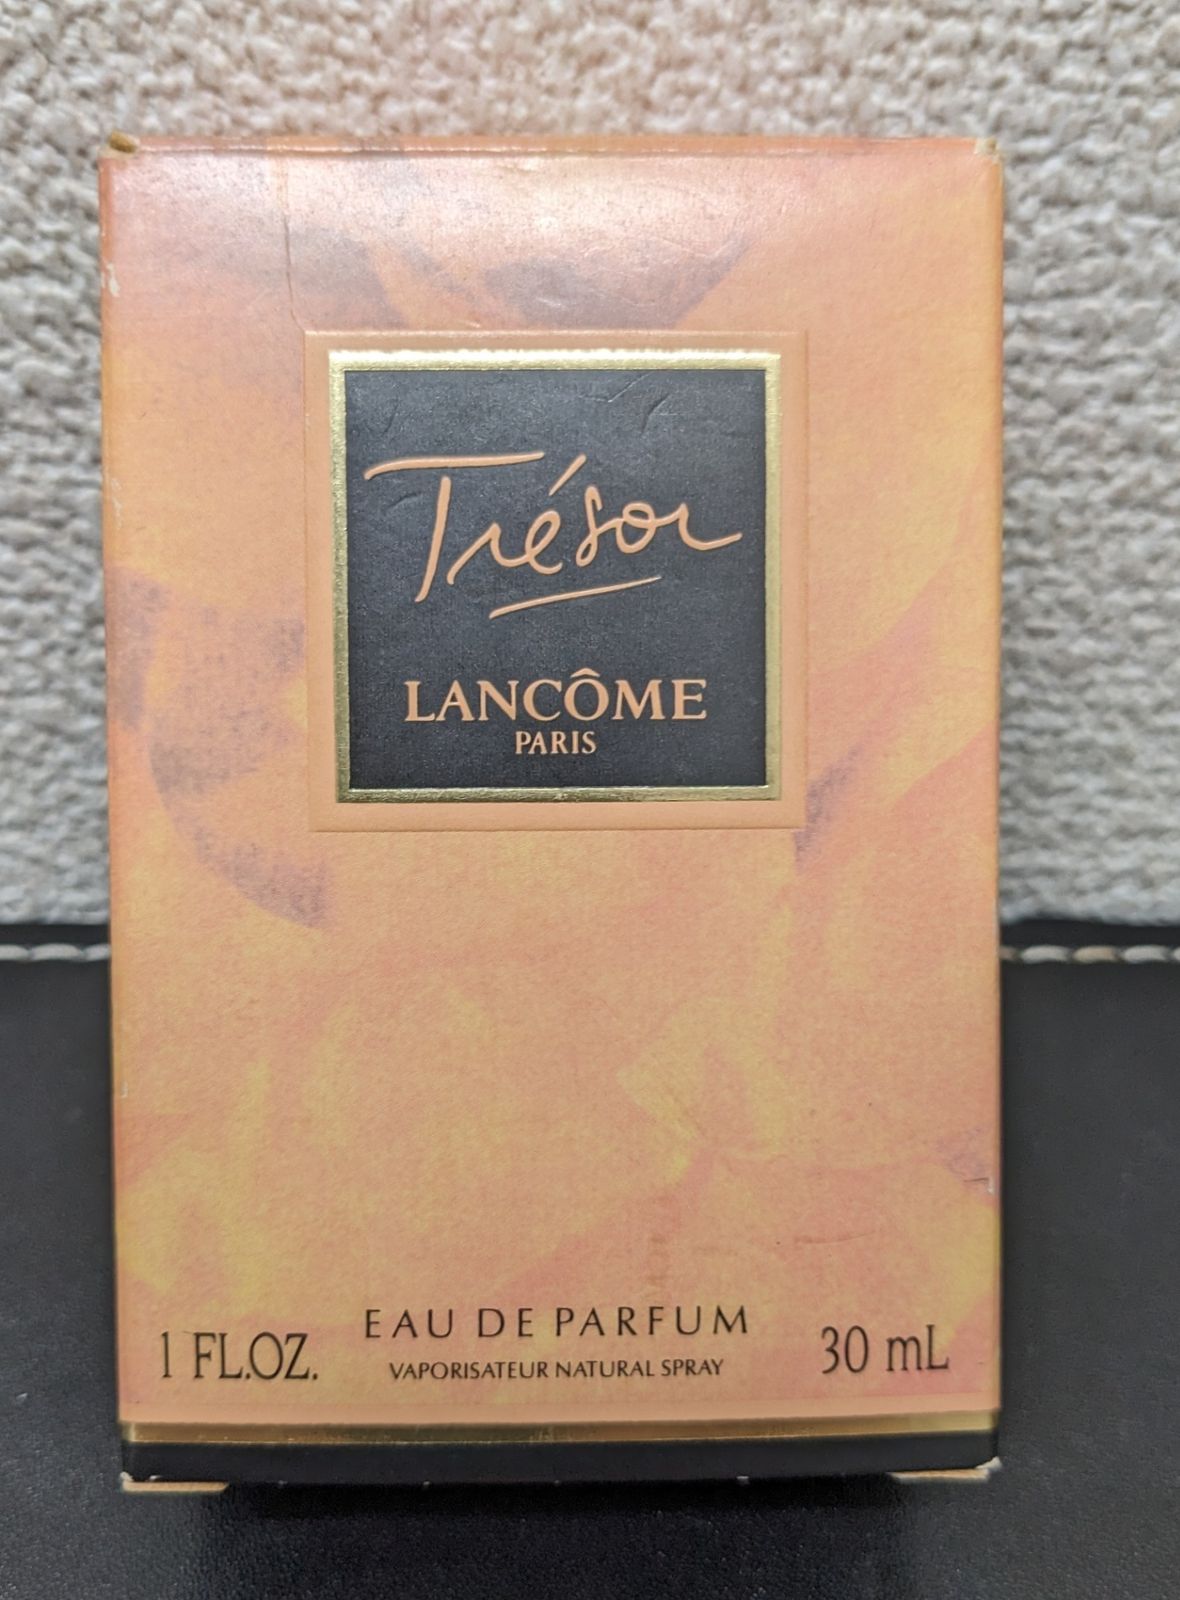 Trésor
LANCÔME
PARIS
EAU DE PARFUM
1 FL.OZ.
VAPORISATEUR NATURAL SPRAY
30 mL